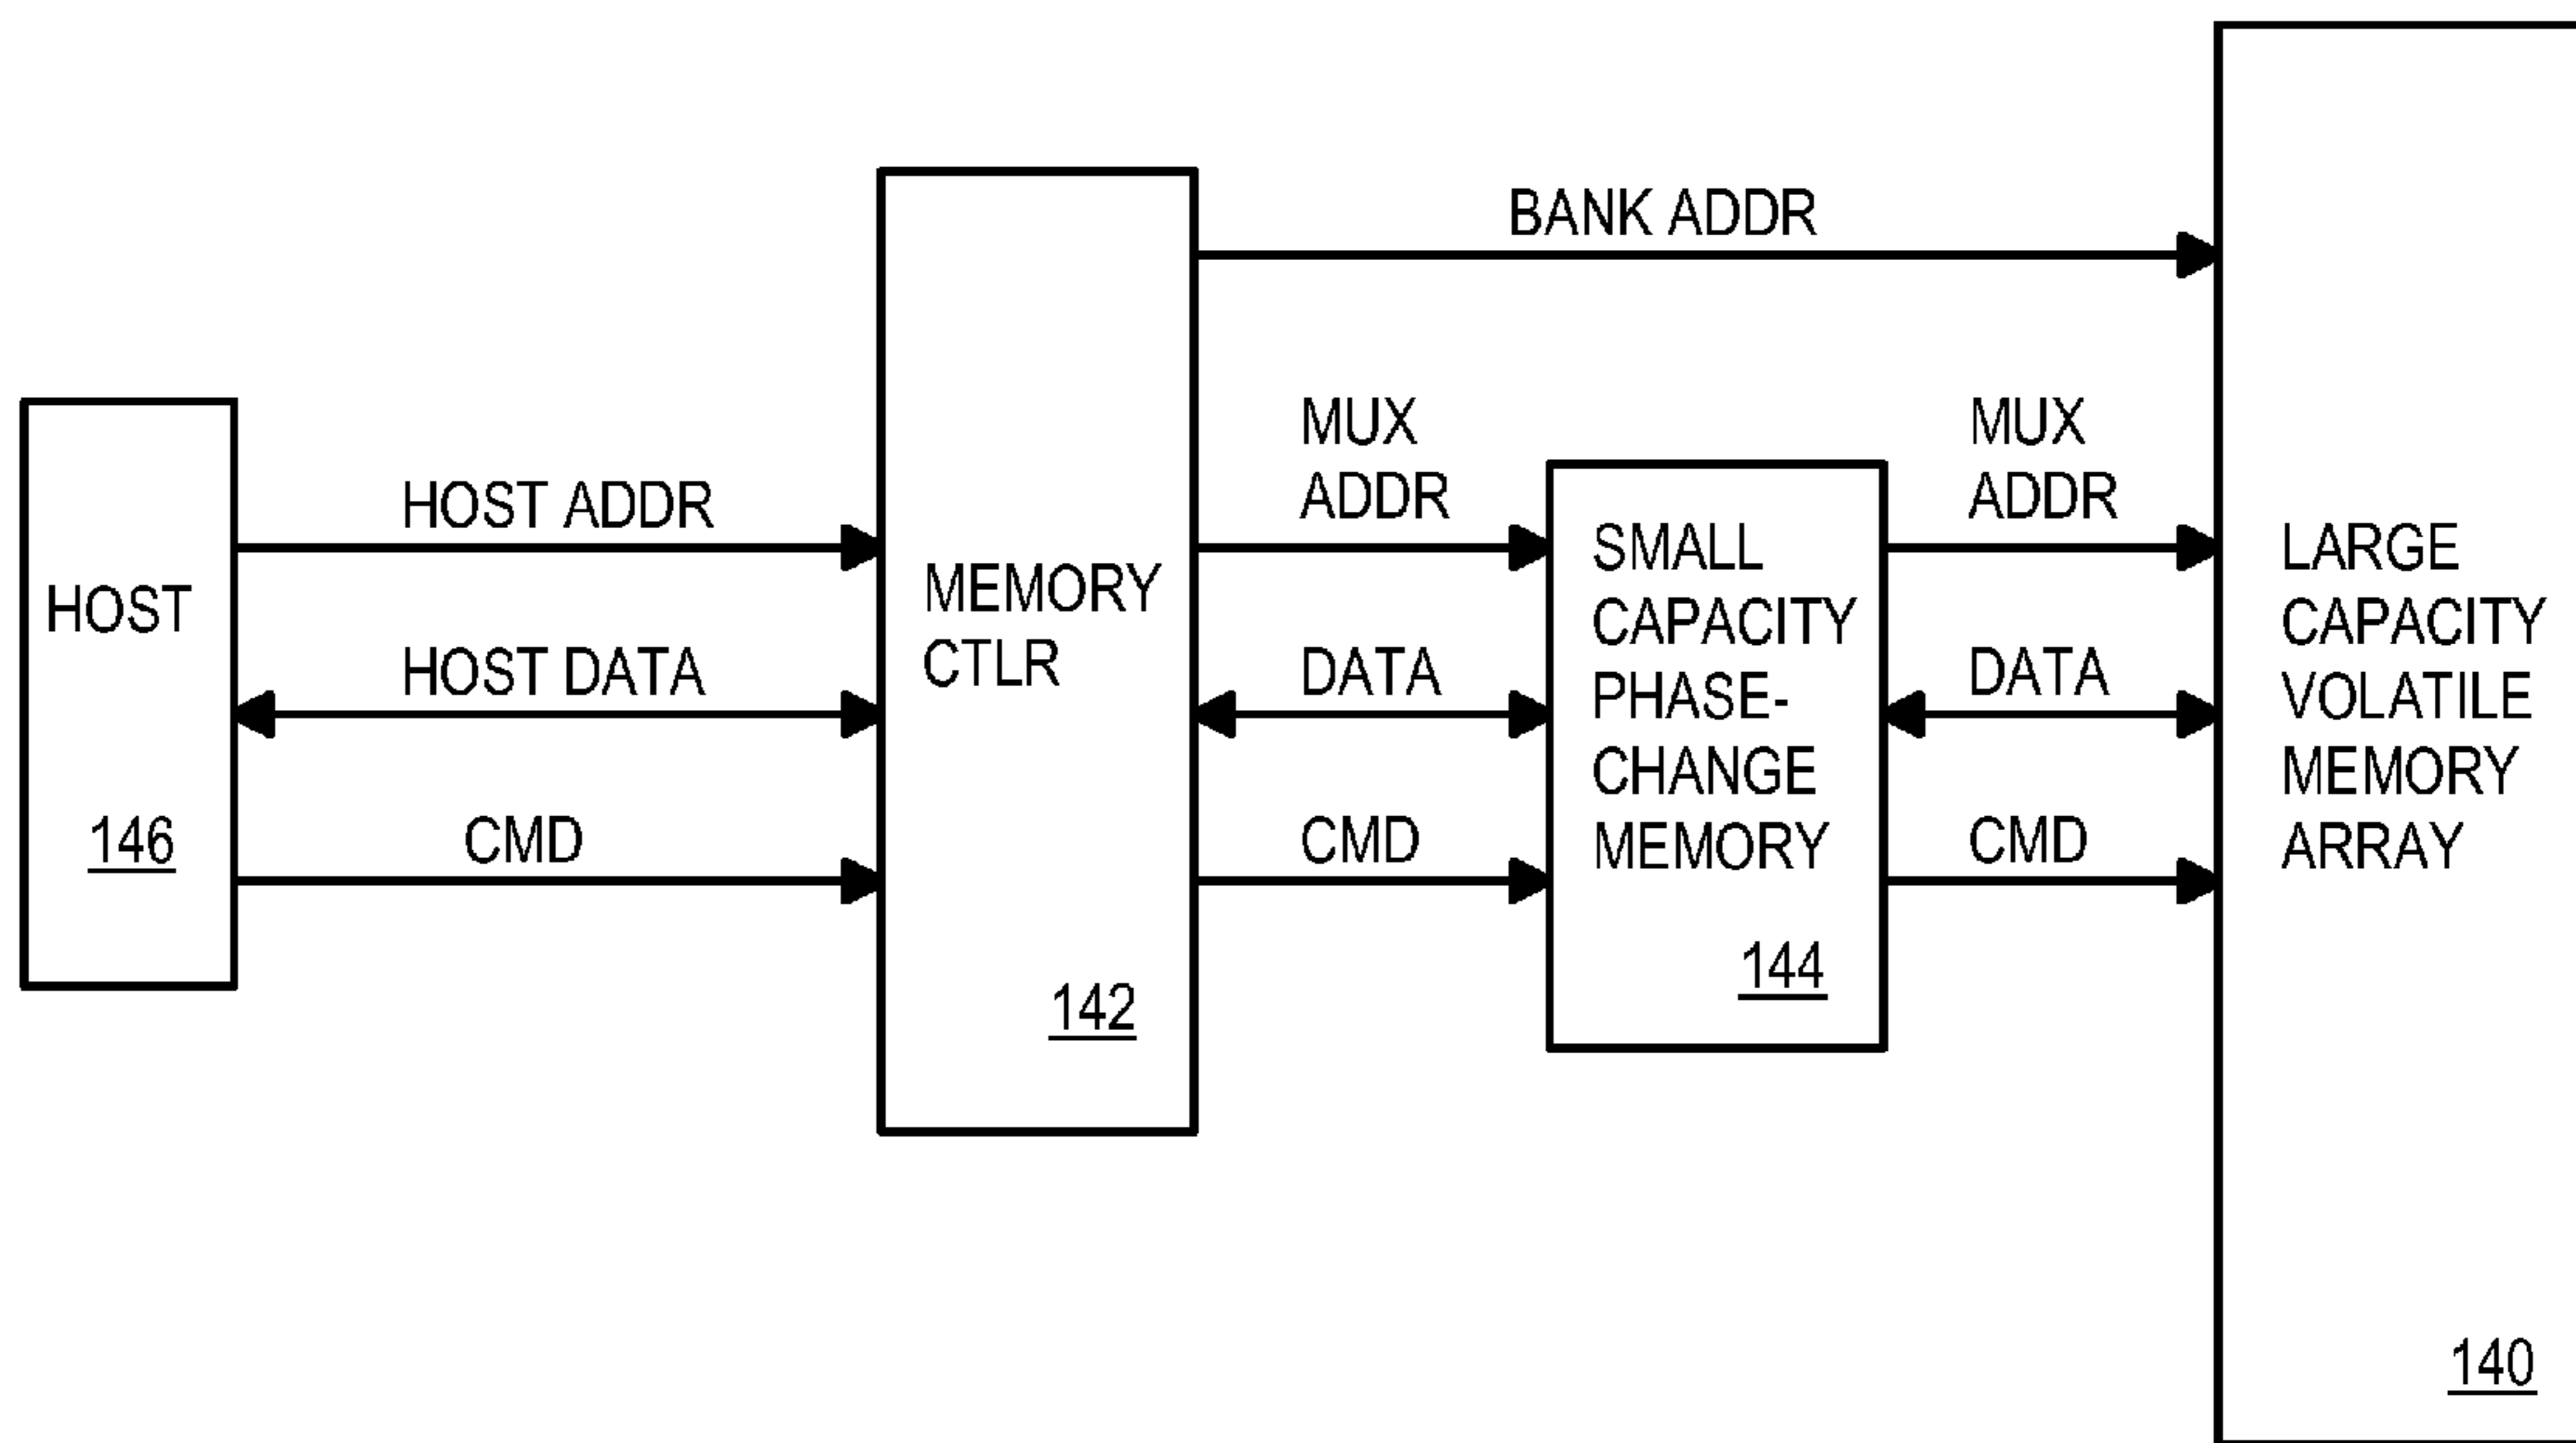 BANK ADDR
MUX
ADDR
MUX
ADDR
HOST ADDR
HOST DATA
CMD
DATA
CMD
DATA
CMD
HOST
146
MEMORY
CTLR
142
SMALL
CAPACITY
PHASE-
CHANGE
MEMORY
144
LARGE
CAPACITY
VOLATILE
MEMORY
ARRAY
140